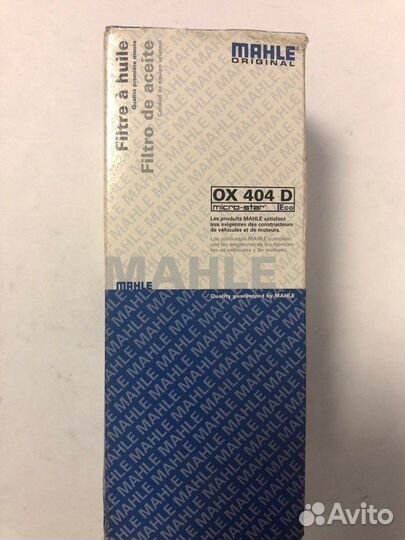 MAHLE
ORIGINAL
Filtre à huile
Qualité première monte
Filtro de aceite
Calidad de equipo original
OX 404 D
micro-star Eco
Les produits MAHLE satisfont
aux exigences des constructeurs
de véhicules et de moteurs.
Los productos MAHLE cumplen
con las exigencias de los fabrican-
tes de vehículos y de motores.
MAHLE
MAHLE
Quality guaranteed by MAHLE
Avito